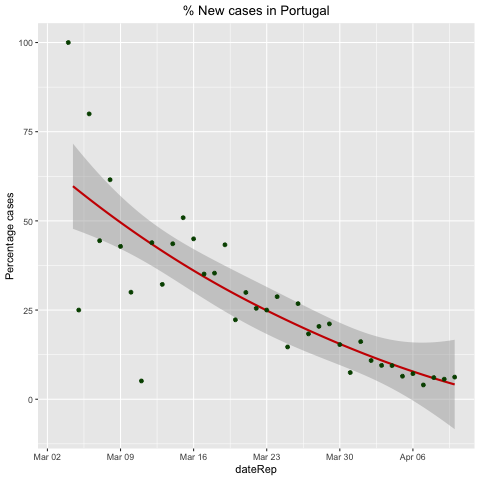 % New cases in Portugal
100
75
50
25
0
Percentage cases
Mar 02 Mar 09 Mar 16 Mar 23 Mar 30 Apr 06
dateRep